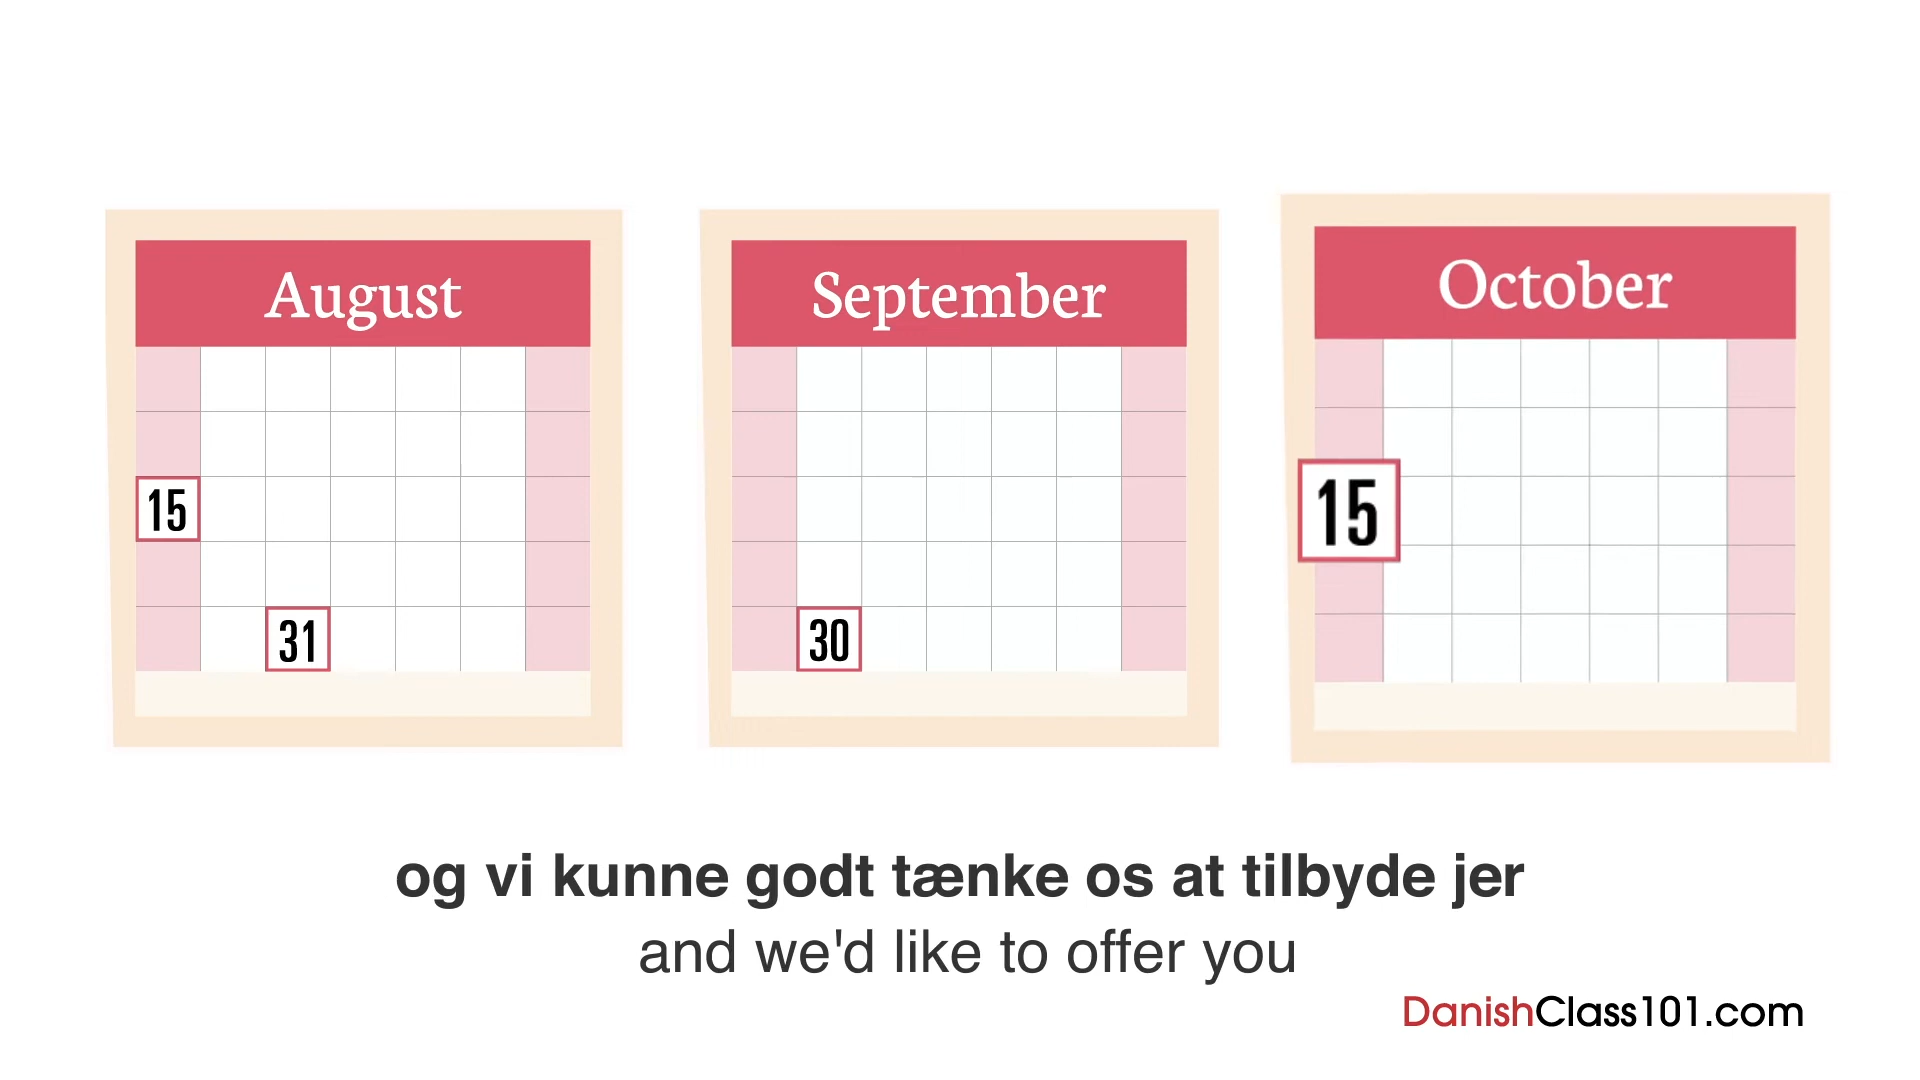 August
September
October
15
31
30
15
og vi kunne godt tænke os at tilbyde jer
and we'd like to offer you
DanishClass101.com